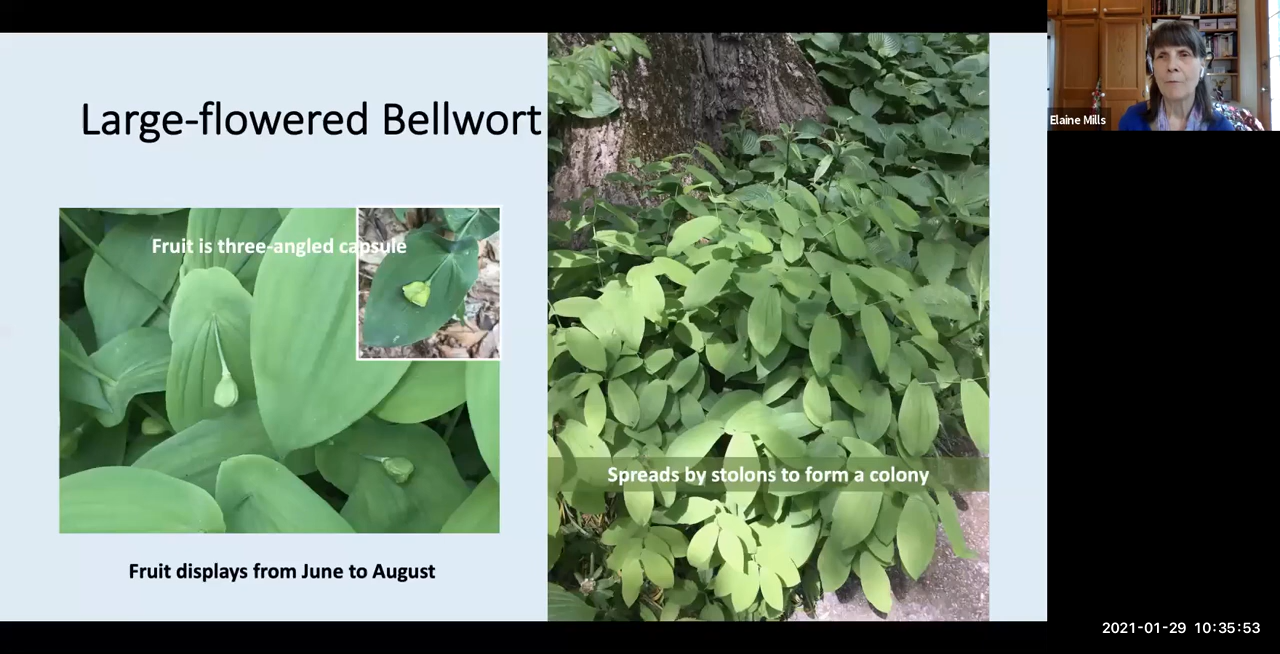 Large-flowered Bellwort
Elaine Mills
Fruit is three-angled capsule
Spreads by stolons to form a colony
Fruit displays from June to August
2021-01-29 10:35:53